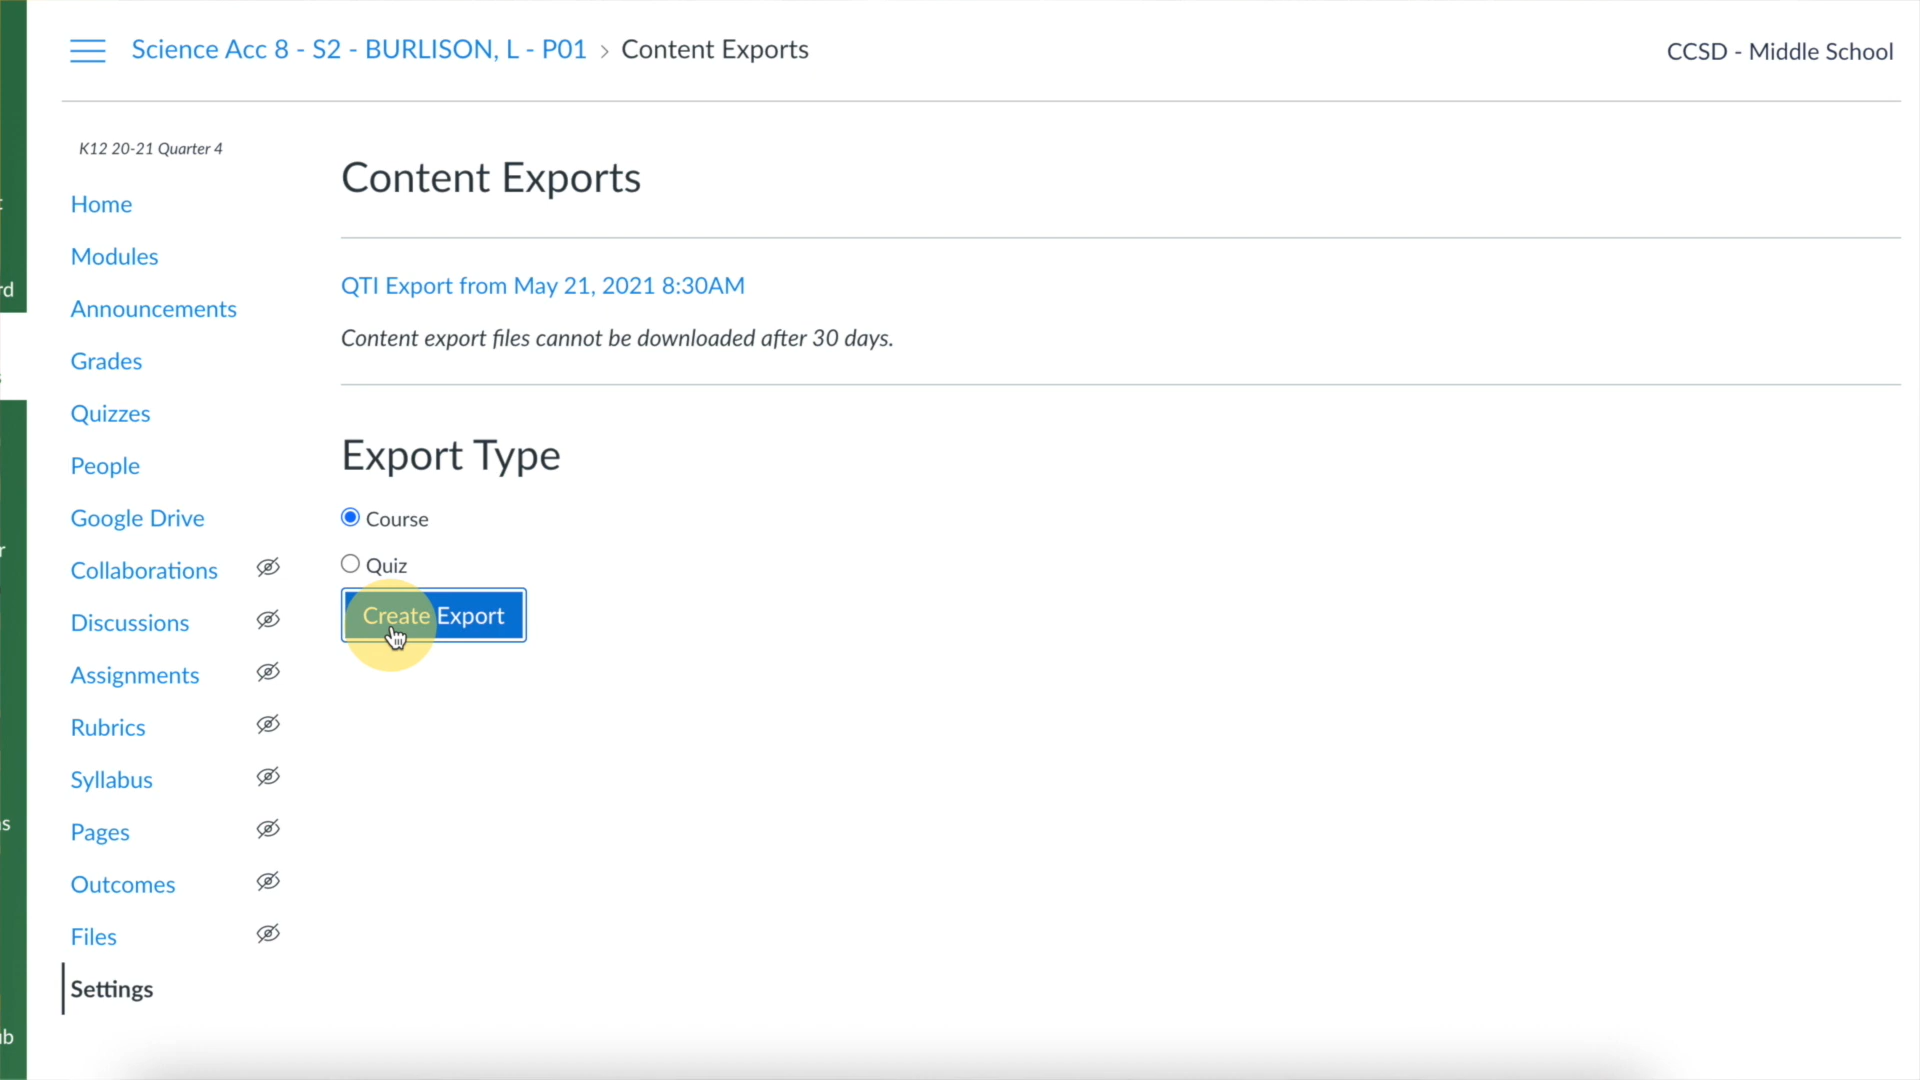 Science Acc 8 - S2 - BURLISON, L - P01 > Content Exports
CCSD - Middle School
K12 20-21 Quarter 4
Home
Modules
Announcements
Grades
Quizzes
People
Google Drive
Collaborations
Discussions
Assignments
Rubrics
Syllabus
Pages
Outcomes
Files
Settings
Content Exports
QTI Export from May 21, 2021 8:30AM
Content export files cannot be downloaded after 30 days.
Export Type
Course
Quiz
Create Export